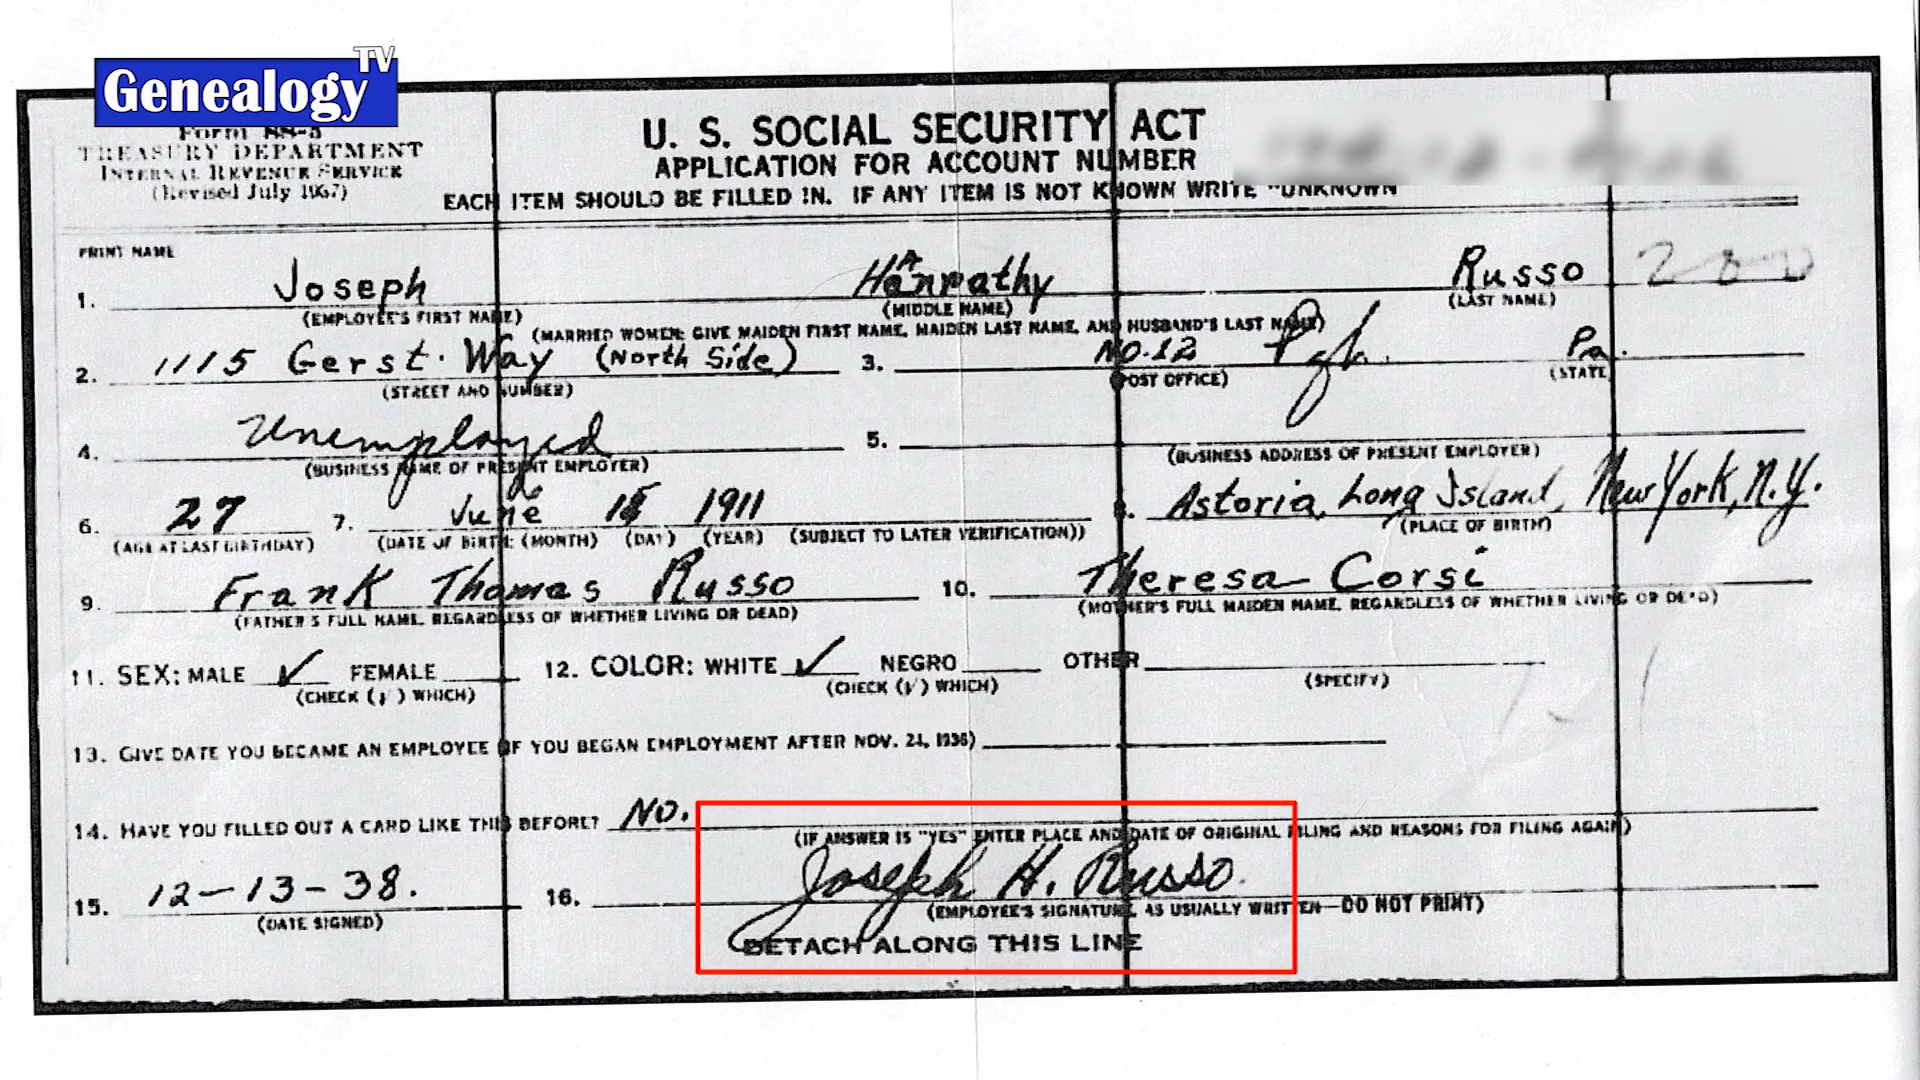 Genealogy TV
Form SS-5
TREASURY DEPARTMENT
INTERNAL REVENUE SERVICE
(Revised July 1937)
U. S. SOCIAL SECURITY ACT
APPLICATION FOR ACCOUNT NUMBER
EACH ITEM SHOULD BE FILLED IN. IF ANY ITEM IS NOT KNOWN WRITE "UNKNOWN
PRINT NAME
1. Joseph Hanrathy Russo
(EMPLOYEE'S FIRST NAME) (MIDDLE NAME) (LAST NAME)
(MARRIED WOMEN: GIVE MAIDEN FIRST NAME, MAIDEN LAST NAME, AND HUSBAND'S LAST NAME)
2. 1115 Gerst. Way (North Side) 3. NO.12 Pgh. Pa.
(STREET AND NUMBER) (POST OFFICE) (STATE)
4. Unemployed 5.
(BUSINESS NAME OF PRESENT EMPLOYER) (BUSINESS ADDRESS OF PRESENT EMPLOYER)
6. 27 7. June 1911 8. Astoria, Long Island, New York, N.Y.
(AGE AT LAST BIRTHDAY) (DATE OF BIRTH: (MONTH) (DAY) (YEAR) (SUBJECT TO LATER VERIFICATION)) (PLACE OF BIRTH)
9. Frank Thomas Russo 10. Theresa Corsi
(FATHER'S FULL NAME, REGARDLESS OF WHETHER LIVING OR DEAD) (MOTHER'S FULL MAIDEN NAME, REGARDLESS OF WHETHER LIVING OR DEAD)
11. SEX: MALE ✓ FEMALE 12. COLOR: WHITE ✓ NEGRO OTHER
(CHECK (✓) WHICH) (CHECK (✓) WHICH) (SPECIFY)
13. GIVE DATE YOU BECAME AN EMPLOYEE (IF YOU BEGAN EMPLOYMENT AFTER NOV. 24, 1936)
14. HAVE YOU FILLED OUT A CARD LIKE THIS BEFORE? NO.
(IF ANSWER IS "YES" ENTER PLACE AND DATE OF ORIGINAL FILING AND REASONS FOR FILING AGAIN)
15. 12-13-38. 16. Joseph H. Russo.
(DATE SIGNED) (EMPLOYEE'S SIGNATURE, AS USUALLY WRITTEN—DO NOT PRINT)
DETACH ALONG THIS LINE